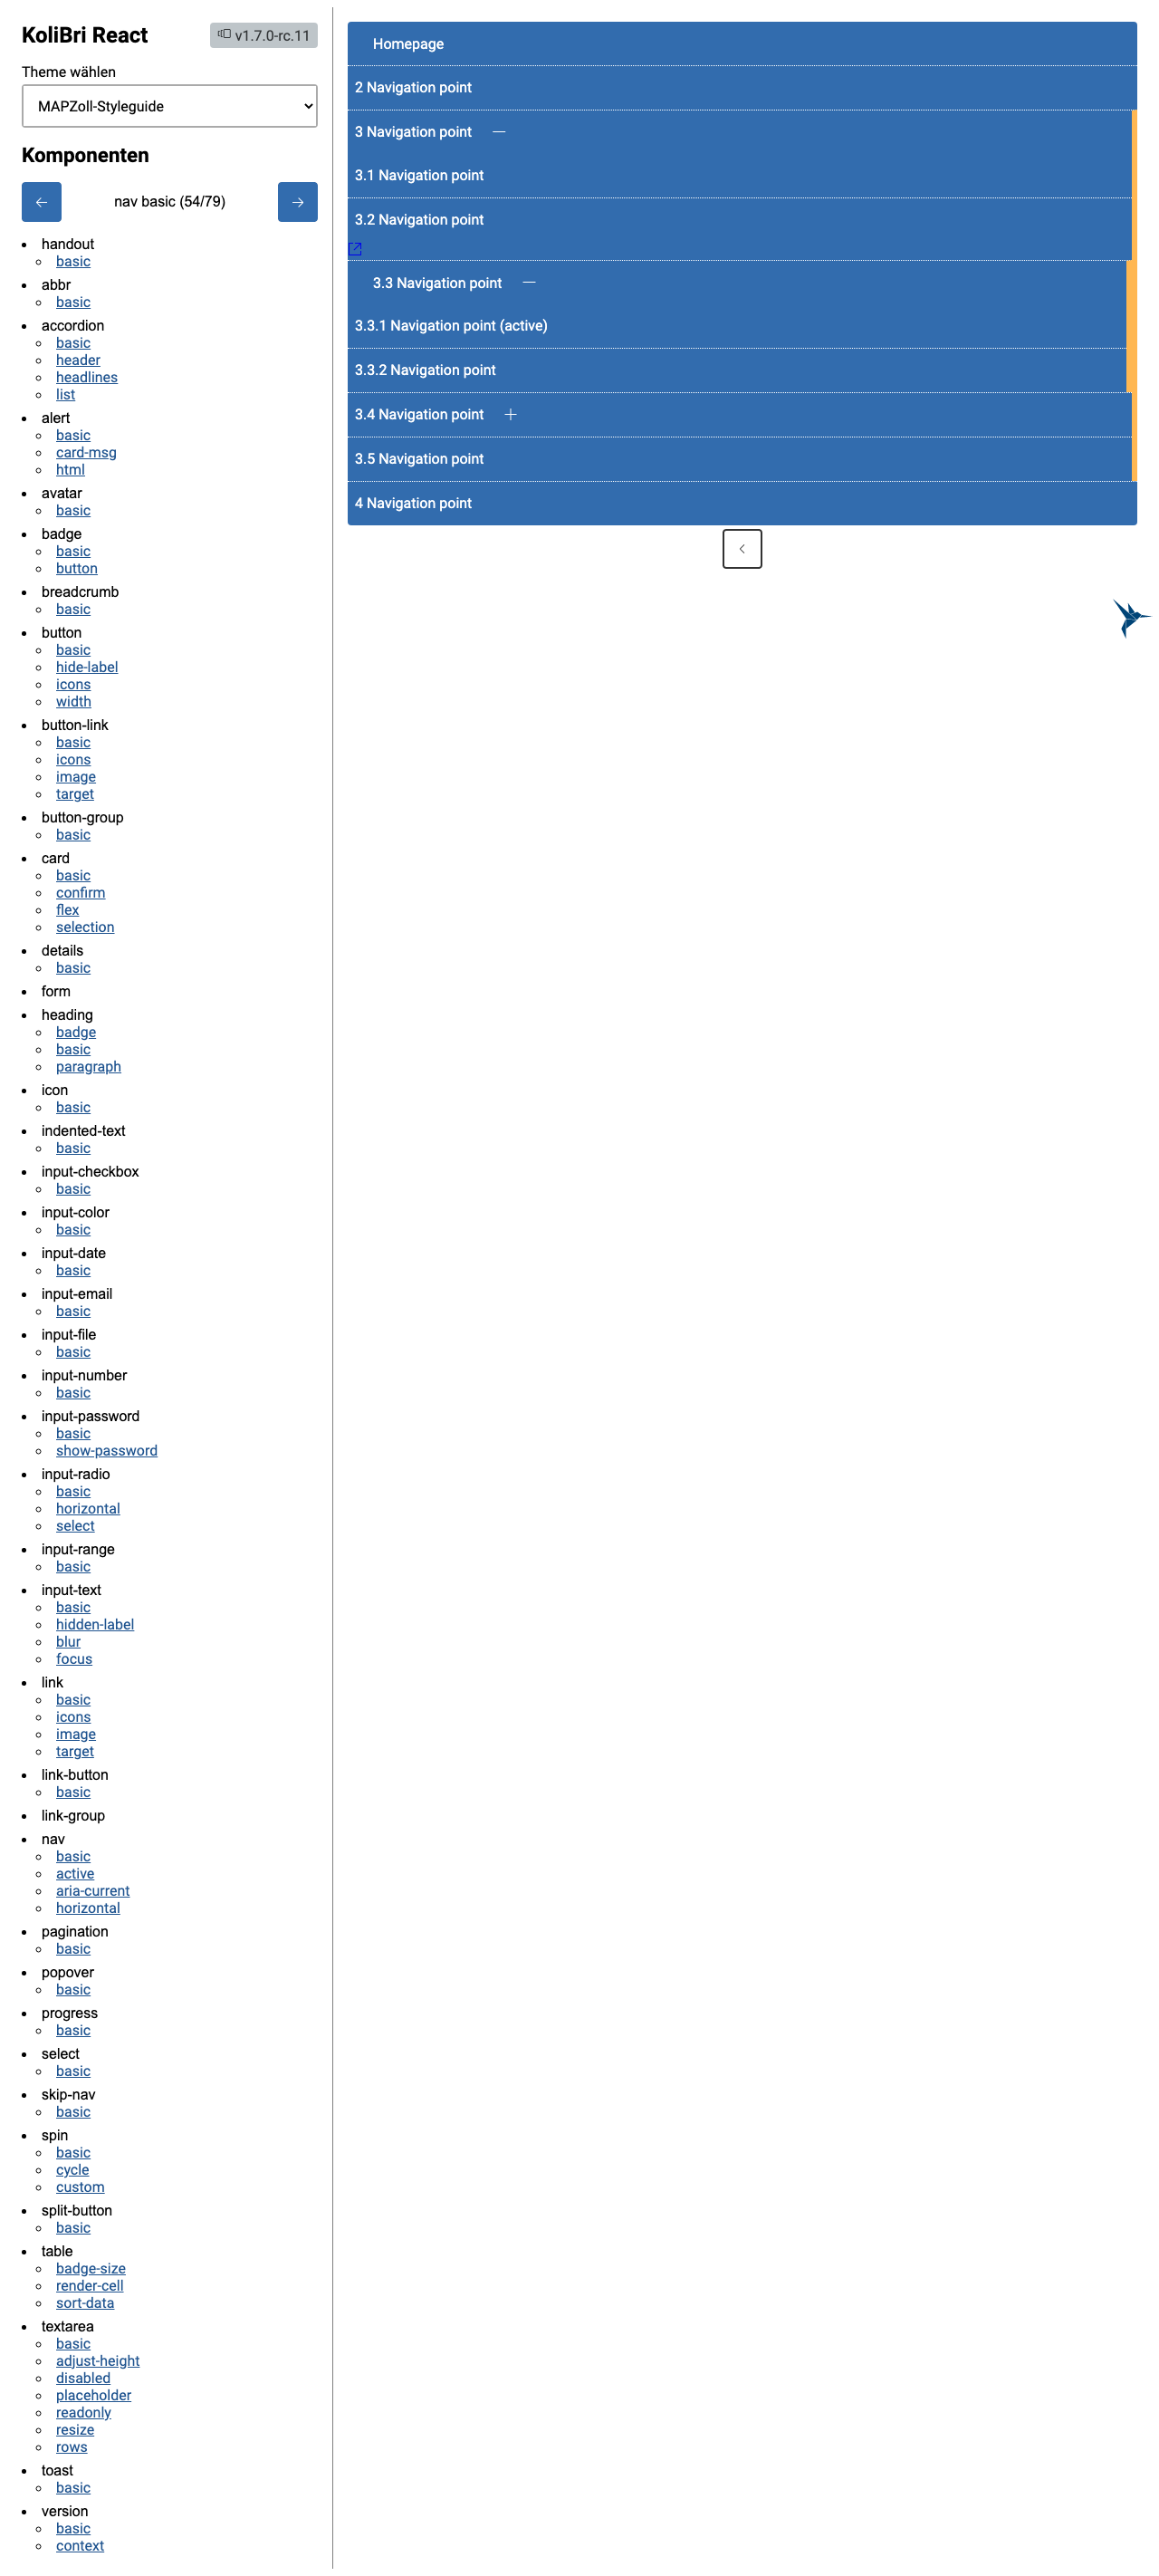 KoliBri React
v1.7.0-rc.11
Theme wählen
MAPZoll-Styleguide
Komponenten
nav basic (54/79)
handout
basic
abbr
basic
accordion
basic
header
headlines
list
alert
basic
card-msg
html
avatar
basic
badge
basic
button
breadcrumb
basic
button
basic
hide-label
icons
width
button-link
basic
icons
image
target
button-group
basic
card
basic
confirm
flex
selection
details
basic
form
heading
badge
basic
paragraph
icon
basic
indented-text
basic
input-checkbox
basic
input-color
basic
input-date
basic
input-email
basic
input-file
basic
input-number
basic
input-password
basic
show-password
input-radio
basic
horizontal
select
input-range
basic
input-text
basic
hidden-label
blur
focus
link
basic
icons
image
target
link-button
basic
link-group
nav
basic
active
aria-current
horizontal
pagination
basic
popover
basic
progress
basic
select
basic
skip-nav
basic
spin
basic
cycle
custom
split-button
basic
table
badge-size
render-cell
sort-data
textarea
basic
adjust-height
disabled
placeholder
readonly
resize
rows
toast
basic
version
basic
context
Homepage
2 Navigation point
3 Navigation point
3.1 Navigation point
3.2 Navigation point
3.3 Navigation point
3.3.1 Navigation point (active)
3.3.2 Navigation point
3.4 Navigation point
3.5 Navigation point
4 Navigation point